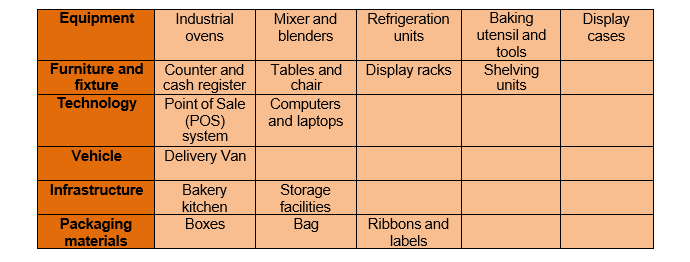 Equipment
Industrial
ovens
Mixer and
blenders
Refrigeration
units
Baking
utensil and
tools
Display
cases
Furniture and
fixture
Counter and
cash register
Tables and
chair
Display racks
Shelving
units
Technology
Point of Sale
(POS)
system
Computers
and laptops
Vehicle
Delivery Van
Infrastructure
Bakery
kitchen
Storage
facilities
Packaging
materials
Boxes
Bag
Ribbons and
labels